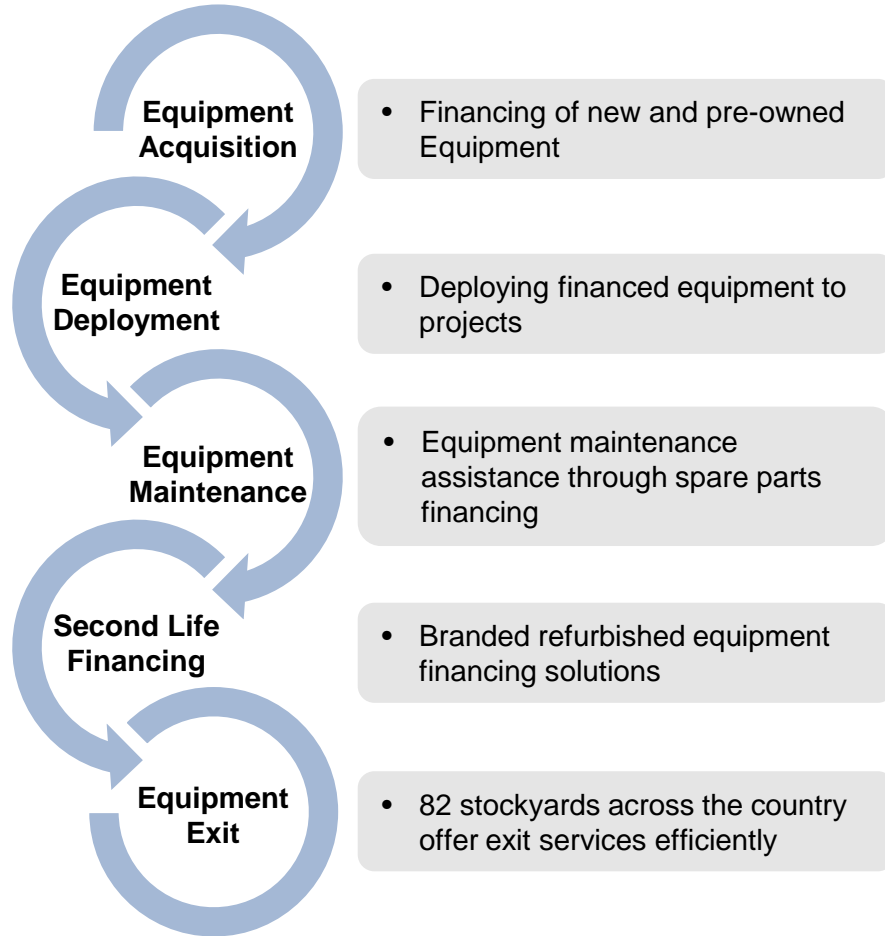 Equipment
Acquisition
• Financing of new and pre-owned
Equipment
Equipment
Deployment
• Deploying financed equipment to
projects
Equipment
Maintenance
• Equipment maintenance
assistance through spare parts
financing
Second Life
Financing
• Branded refurbished equipment
financing solutions
Equipment
Exit
• 82 stockyards across the country
offer exit services efficiently